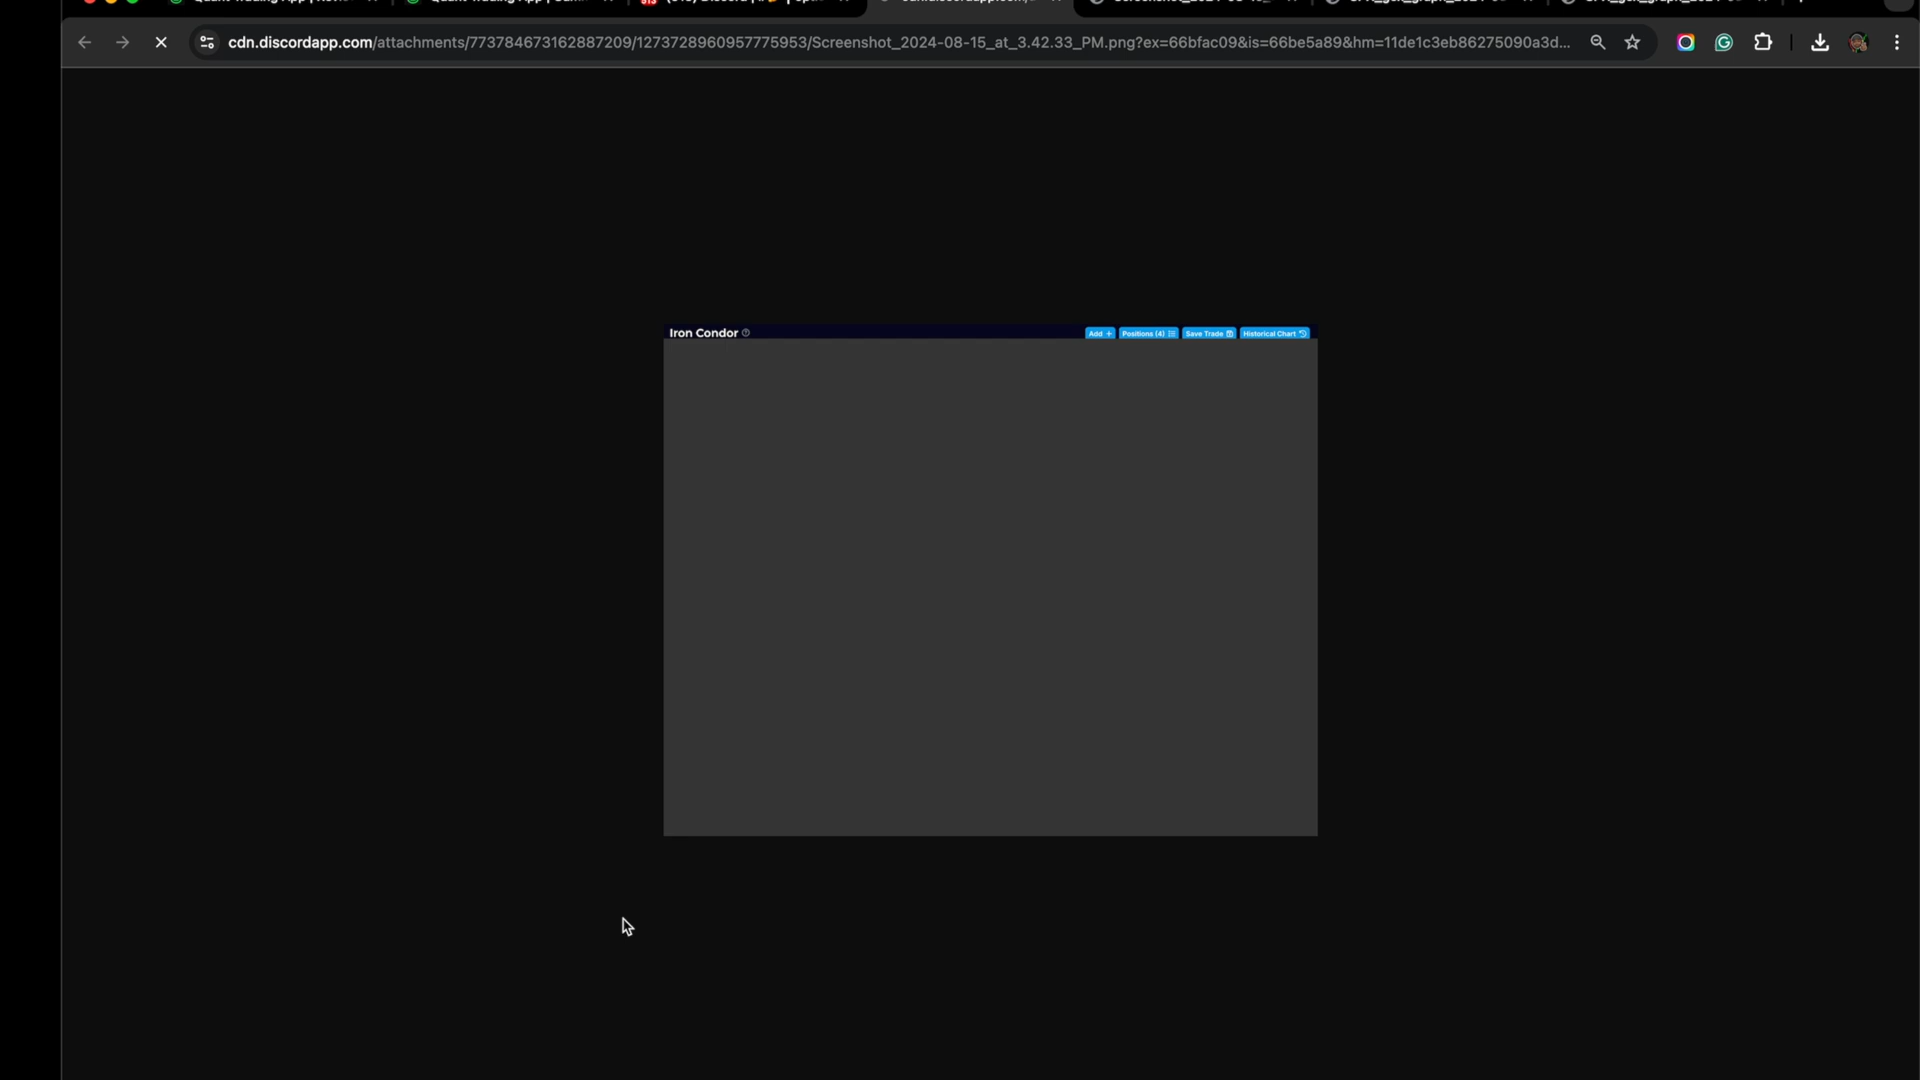 cdn.discordapp.com/attachments/773784673162887209/1273728960957775953/Screenshot_2024-08-15_at_3.42.33_PM.png?ex=66bfac09&is=66be5a89&hm=11de1c3eb86275090a3d...
Iron Condor
Add + Positions (4) Save Trade Historical Chart